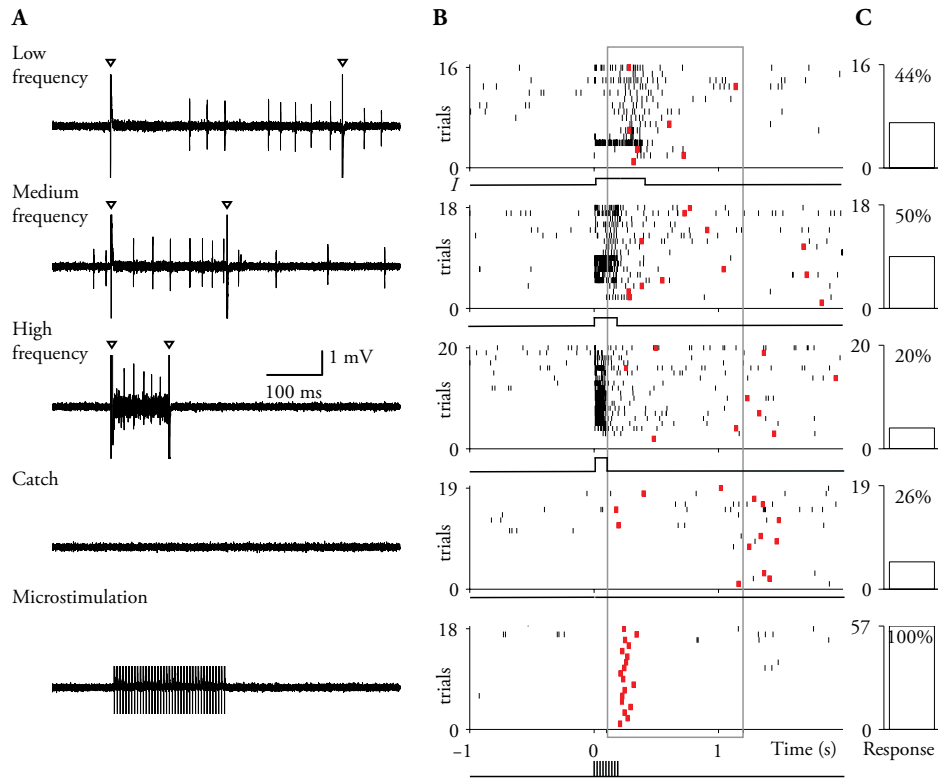 A
B
C
Low
frequency
Medium
frequency
High
frequency
1 mV
100 ms
Catch
Microstimulation
16
trials
0
I
18
trials
0
20
trials
0
19
trials
0
18
trials
0
−1
0
1
Time (s)
16
44%
0
18
50%
0
20
20%
0
19
26%
0
57
100%
0
Response